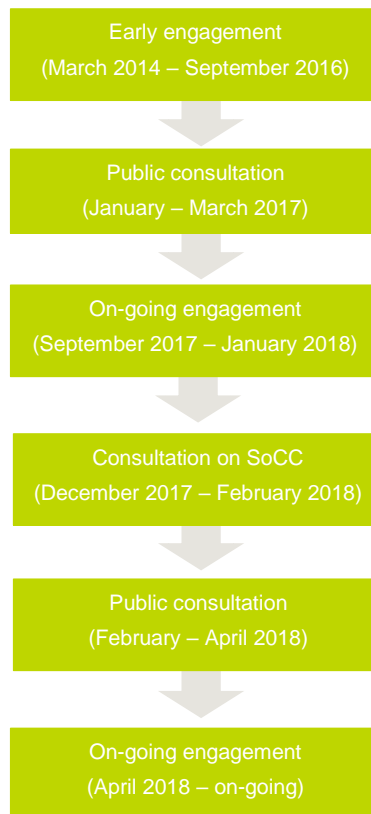 Early engagement
(March 2014 – September 2016)
Public consultation
(January – March 2017)
On-going engagement
(September 2017 – January 2018)
Consultation on SoCC
(December 2017 – February 2018)
Public consultation
(February – April 2018)
On-going engagement
(April 2018 – on-going)